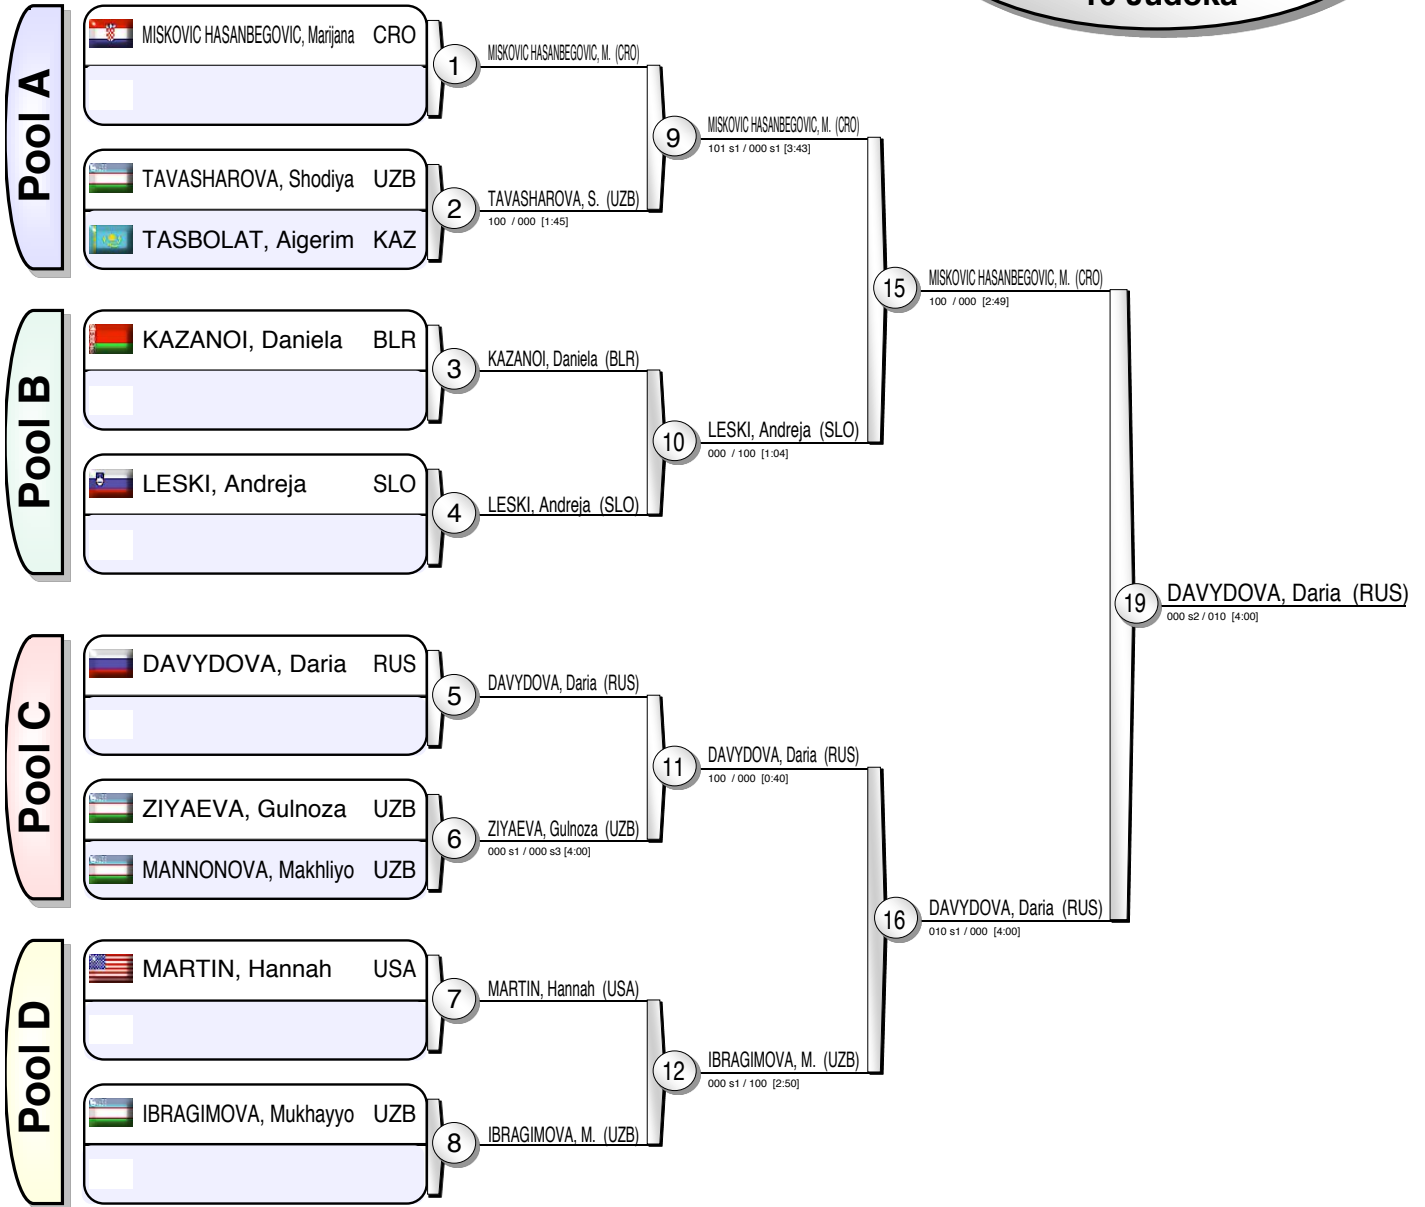 10 Judoka
Pool A
MISKOVIC HASANBEGOVIC, Marijana CRO
1
MISKOVIC HASANBEGOVIC, M. (CRO)
TAVASHAROVA, Shodiya UZB
TASBOLAT, Aigerim KAZ
2
TAVASHAROVA, S. (UZB)
100 / 000 [1:45]
9
MISKOVIC HASANBEGOVIC, M. (CRO)
101 s1 / 000 s1 [3:43]
Pool B
KAZANOI, Daniela BLR
3
KAZANOI, Daniela (BLR)
LESKI, Andreja SLO
4
LESKI, Andreja (SLO)
10
LESKI, Andreja (SLO)
000 / 100 [1:04]
15
MISKOVIC HASANBEGOVIC, M. (CRO)
100 / 000 [2:49]
Pool C
DAVYDOVA, Daria RUS
5
DAVYDOVA, Daria (RUS)
ZIYAEVA, Gulnoza UZB
MANNONOVA, Makhliyo UZB
6
ZIYAEVA, Gulnoza (UZB)
000 s1 / 000 s3 [4:00]
11
DAVYDOVA, Daria (RUS)
100 / 000 [0:40]
Pool D
MARTIN, Hannah USA
7
MARTIN, Hannah (USA)
IBRAGIMOVA, Mukhayyo UZB
8
IBRAGIMOVA, M. (UZB)
12
IBRAGIMOVA, M. (UZB)
000 s1 / 100 [2:50]
16
DAVYDOVA, Daria (RUS)
010 s1 / 000 [4:00]
19
DAVYDOVA, Daria (RUS)
000 s2 / 010 [4:00]